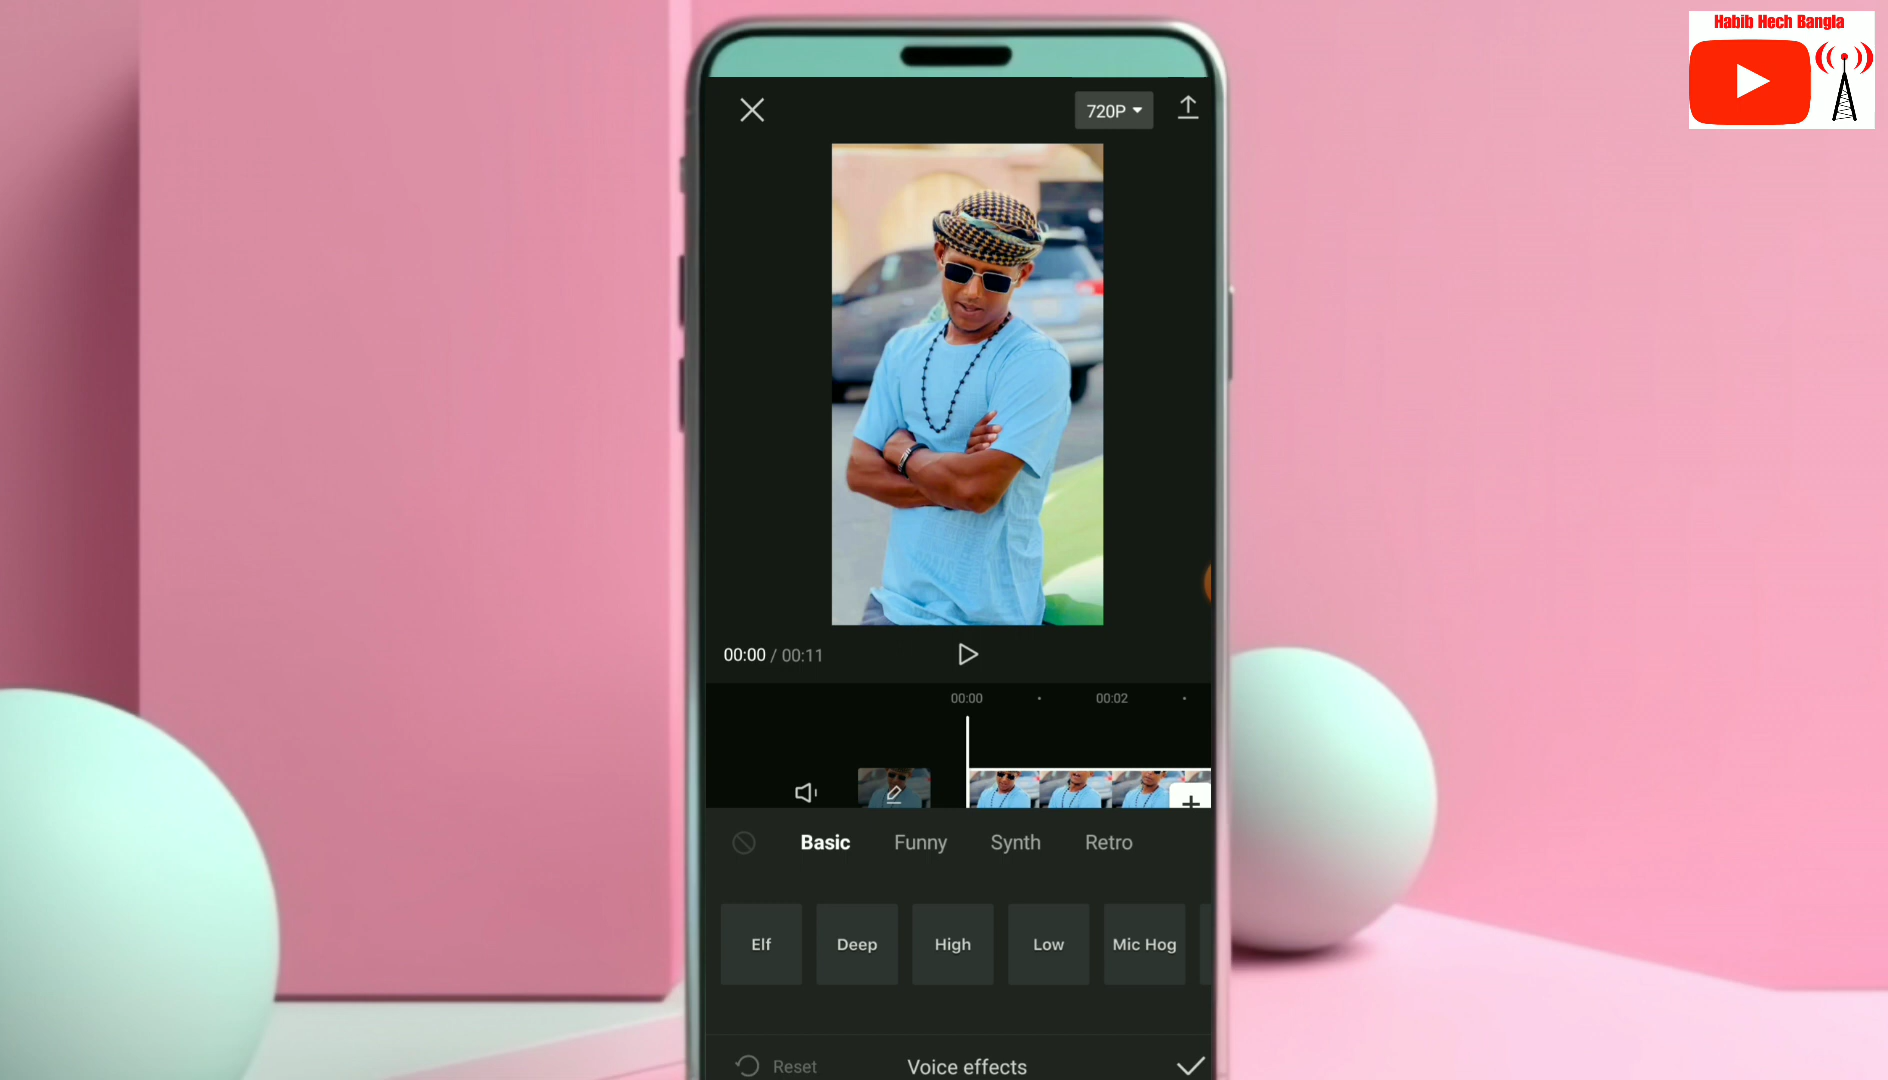 Habib Hech Bangla
720P
00:00 / 00:11
00:00
00:02
Basic Funny Synth Retro
Elf Deep High Low Mic Hog
Reset Voice effects